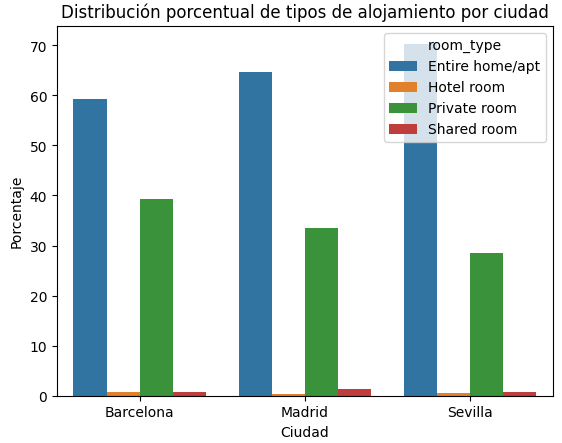 Distribución porcentual de tipos de alojamiento por ciudad
room_type
Entire home/apt
Hotel room
Private room
Shared room
Porcentaje
70
60
50
40
30
20
10
0
Barcelona Madrid Sevilla
Ciudad